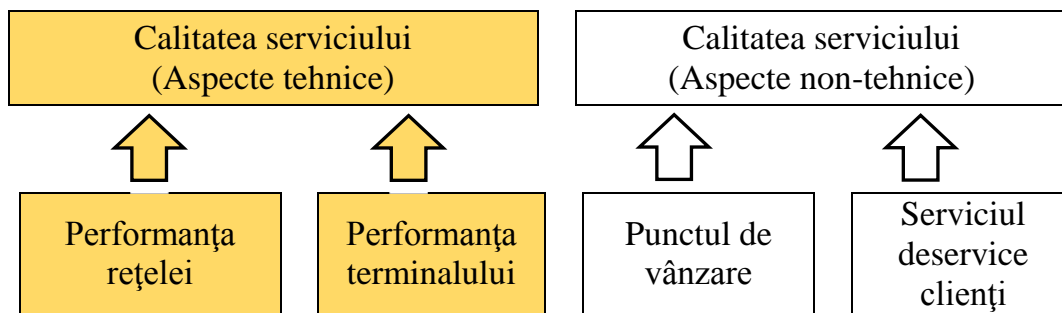 Calitatea serviciului
(Aspecte tehnice)
Calitatea serviciului
(Aspecte non-tehnice)
Performanţa
reţelei
Performanţa
terminalului
Punctul de
vânzare
Serviciul
deservice
clienţi